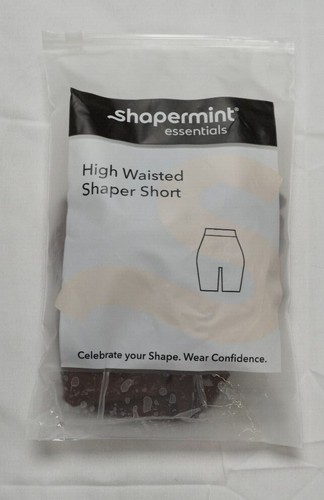 shapermint®
essentials
High Waisted
Shaper Short
Celebrate your Shape. Wear Confidence.